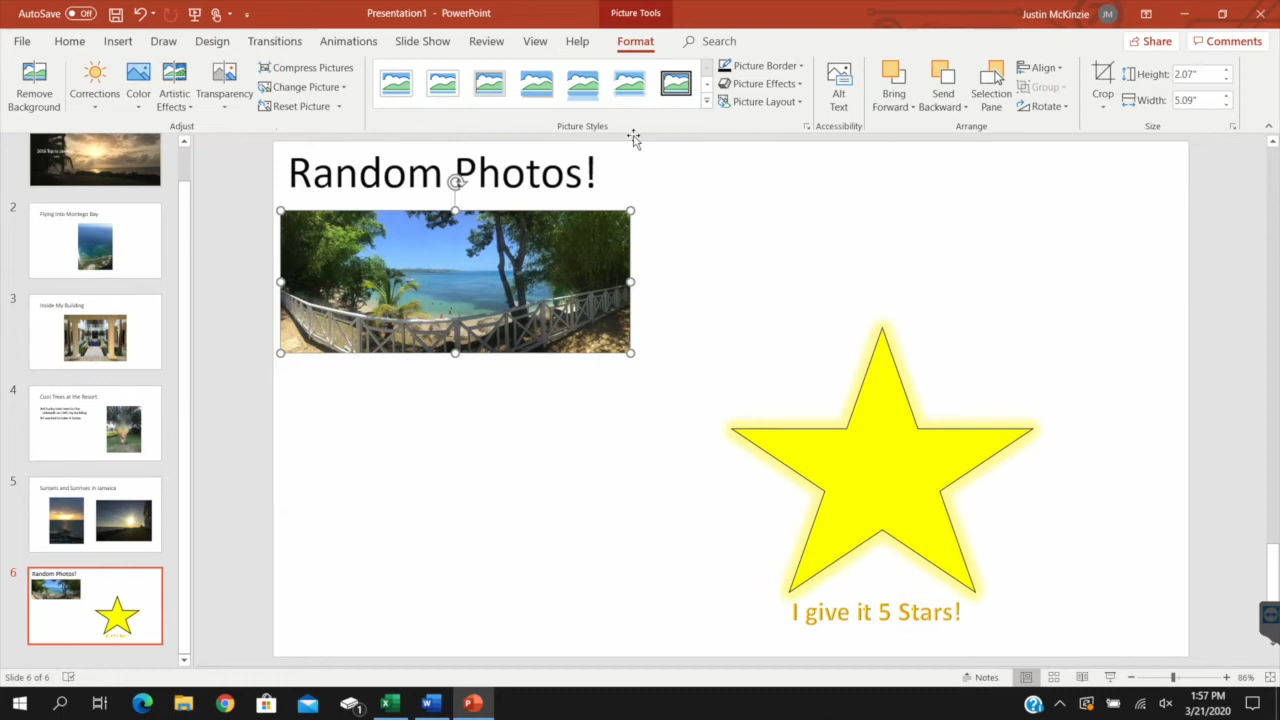 AutoSave Off
Presentation1 - PowerPoint
Picture Tools
Justin McKinzie JM
File Home Insert Draw Design Transitions Animations Slide Show Review View Help Format Search Share Comments
Remove Background
Corrections
Color
Artistic Effects
Transparency
Compress Pictures
Change Picture
Reset Picture
Adjust
Picture Styles
Picture Border
Picture Effects
Picture Layout
Alt Text
Accessibility
Bring Forward
Send Backward
Selection Pane
Align
Group
Rotate
Arrange
Crop
Height: 2.07"
Width: 5.09"
Size
2
Flying Into Montego Bay
3
Inside My Building
4
Cool Trees at the Resort
5
Sunsets and Sunrises in Jamaica
6
Random Photos!
Random Photos!
I give it 5 Stars!
Slide 6 of 6
Notes
86%
1
1:57 PM
3/21/2020